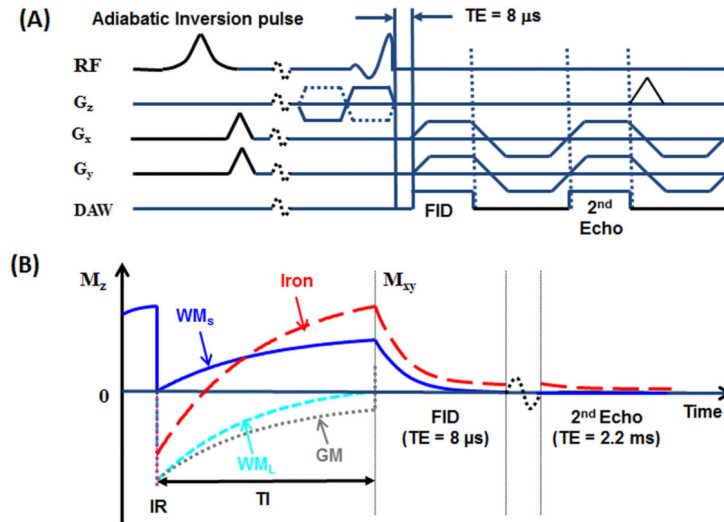 (A)
Adiabatic Inversion pulse
TE = 8 µs
RF
Gz
Gx
Gy
DAW
FID
2nd
Echo
(B)
Mz
Iron
Mxy
WMS
0
FID
(TE = 8 µs)
2nd Echo
(TE = 2.2 ms)
Time
WML
GM
IR
TI